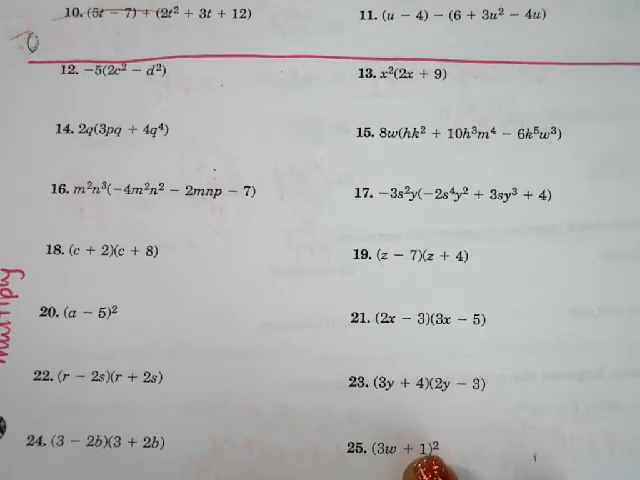 10. (5t − 7) + (2t² + 3t + 12)
11. (u − 4) − (6 + 3u² − 4u)
12. −5(2c² − d²)
13. x²(2x + 9)
14. 2q(3pq + 4q⁴)
15. 8w(hk² + 10h³m⁴ − 6k⁵w³)
16. m²n³(−4m²n² − 2mnp − 7)
17. −3s²y(−2s⁴y² + 3sy³ + 4)
18. (c + 2)(c + 8)
19. (z − 7)(z + 4)
multiply
20. (a − 5)²
21. (2x − 3)(3x − 5)
22. (r − 2s)(r + 2s)
23. (3y + 4)(2y − 3)
24. (3 − 2b)(3 + 2b)
25. (3w + 1)²